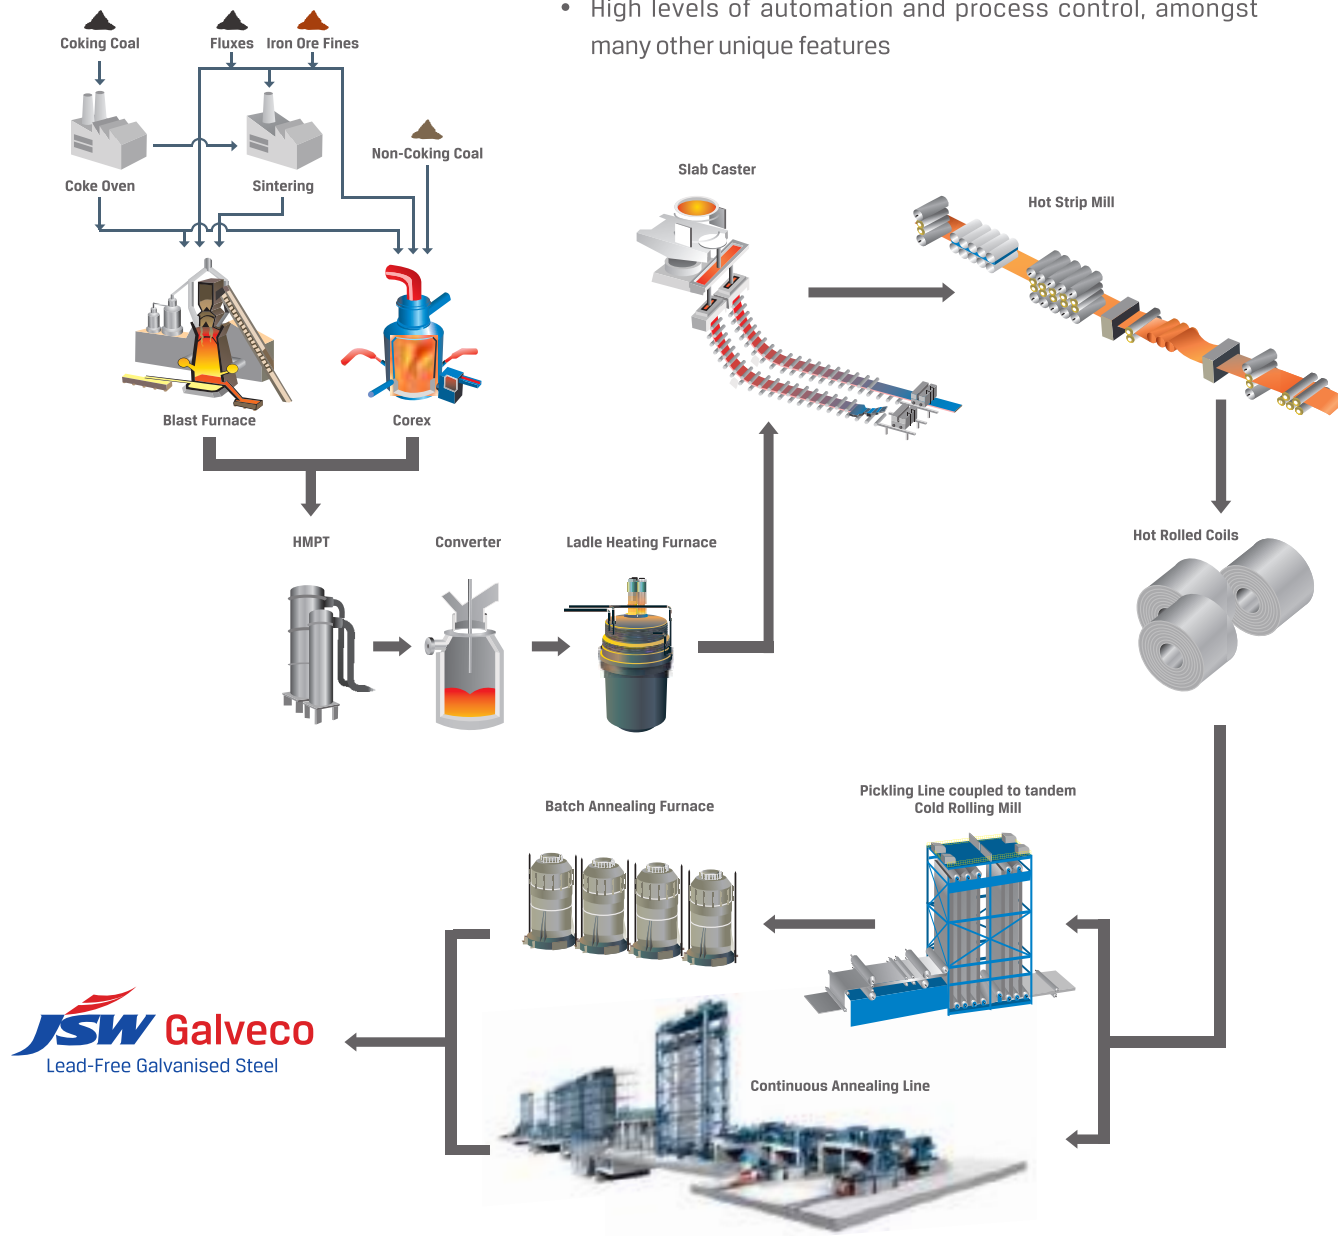 • High levels of automation and process control, amongst
many other unique features
Coking Coal
Fluxes
Iron Ore Fines
Non-Coking Coal
Coke Oven
Sintering
Slab Caster
Hot Strip Mill
Blast Furnace
Corex
HMPT
Converter
Ladle Heating Furnace
Hot Rolled Coils
Batch Annealing Furnace
Pickling Line coupled to tandem
Cold Rolling Mill
JSW Galveco
Lead-Free Galvanised Steel
Continuous Annealing Line